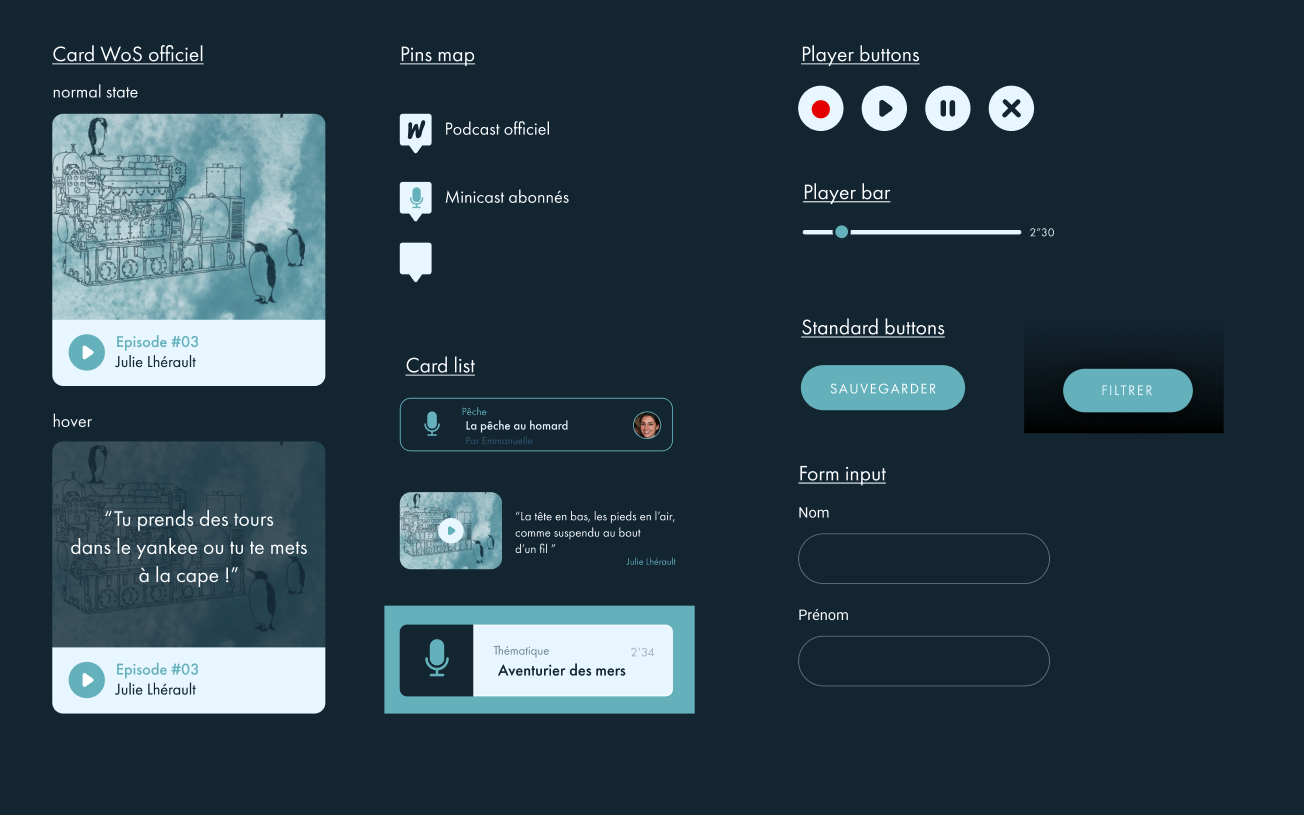 Card WoS officiel
normal state
Episode #03
Julie Lhérault
hover
“Tu prends des tours
dans le yankee ou tu te mets
à la cape !”
Episode #03
Julie Lhérault
Pins map
W
Podcast officiel
Minicast abonnés
Card list
Pêche
La pêche au homard
Par Emmanuelle
“La tête en bas, les pieds en l’air,
comme suspendu au bout
d’un fil ”
Julie Lhérault
Thématique
2’34
Aventurier des mers
Player buttons
Player bar
2”30
Standard buttons
SAUVEGARDER
FILTRER
Form input
Nom
Prénom